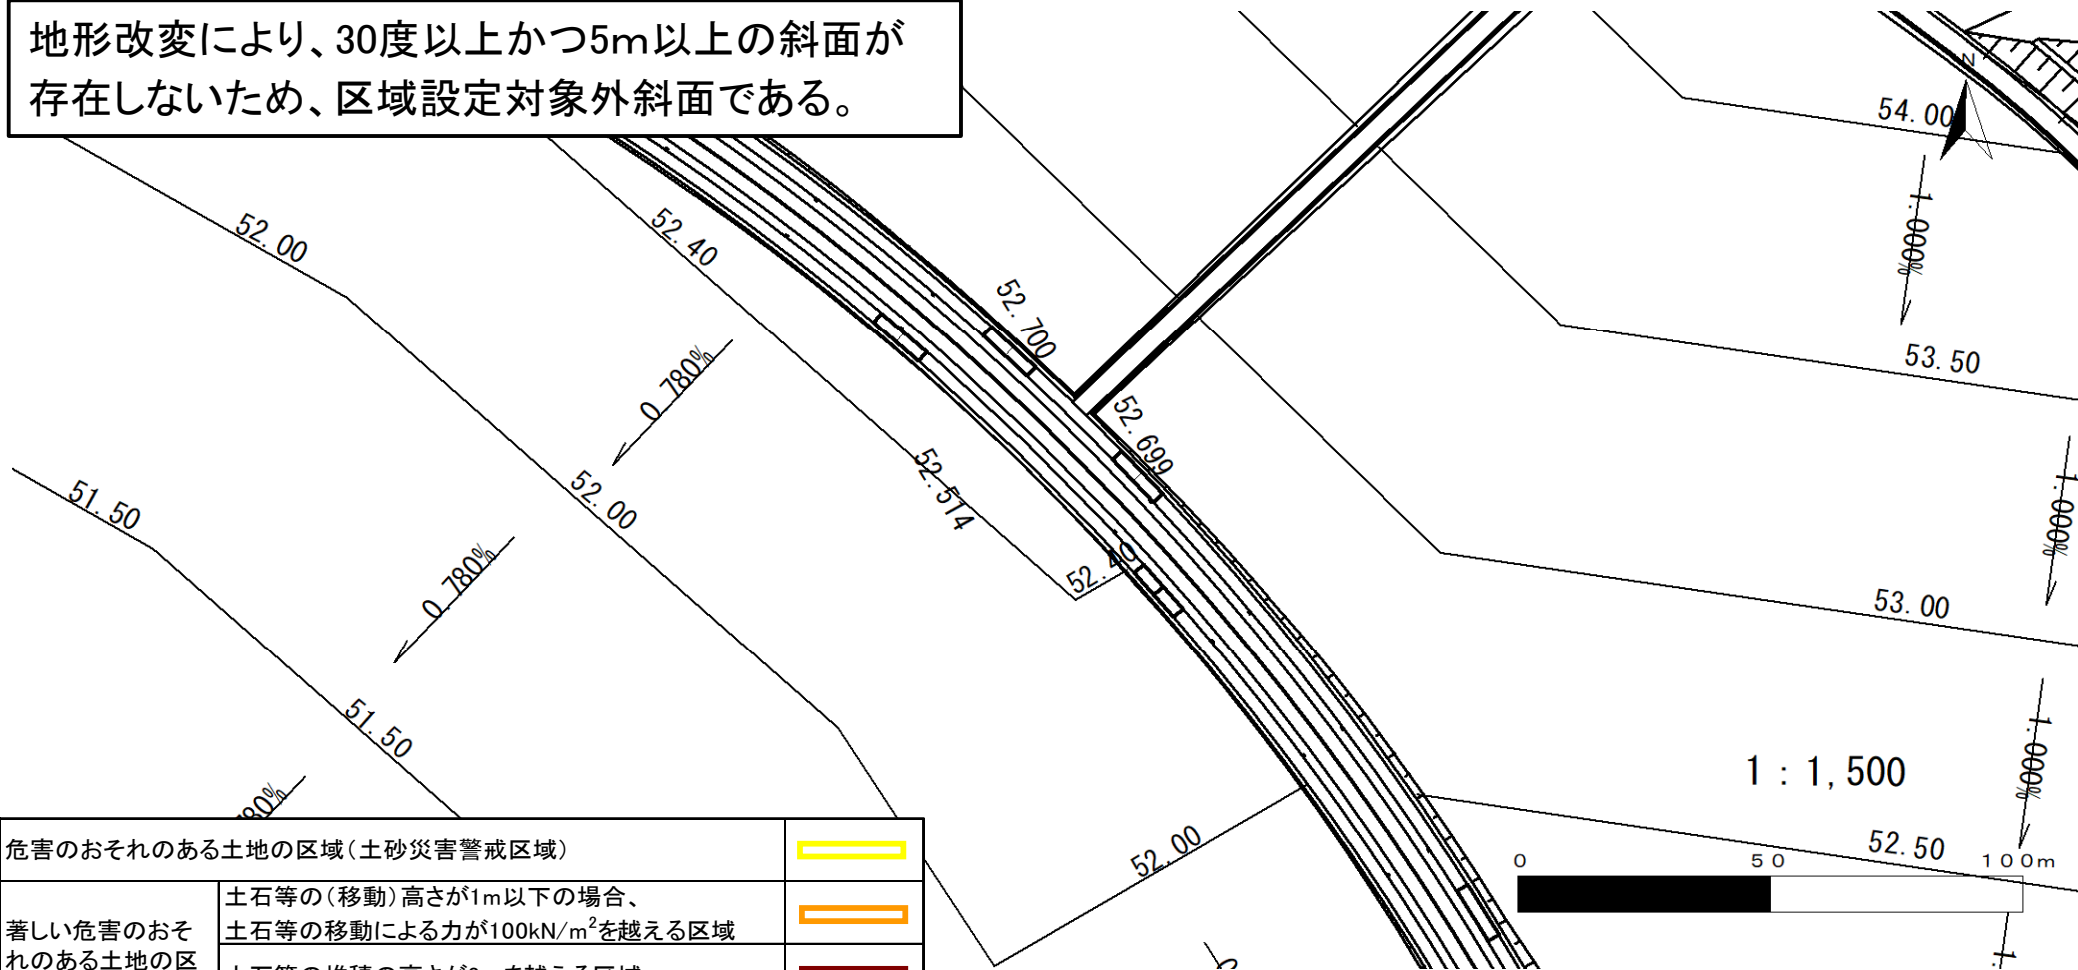 地形改変により、30度以上かつ5m以上の斜面が
存在しないため、区域設定対象外斜面である。
N
54.00
1.000%
52.00
52.40
52.700
53.50
0.780%
52.699
52.514
51.50
52.00
1.000%
0.780%
52.40
53.00
51.50
1.000%
1:1,500
危害のおそれのある土地の区域(土砂災害警戒区域)
52.00
52.50
0 50 100m
土石等の(移動)高さが1m以下の場合、
土石等の移動による力が100kN/m²を越える区域
著しい危害のおそ
れのある土地の区